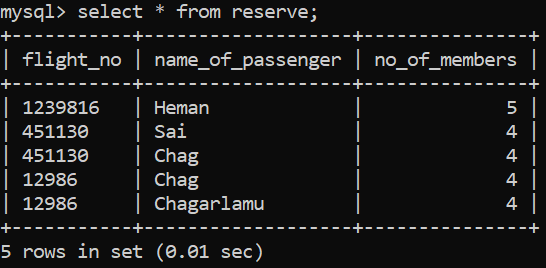 mysql> select * from reserve;
+-----------+-------------------+---------------+
| flight_no | name_of_passenger | no_of_members |
+-----------+-------------------+---------------+
| 1239816   | Heman             |             5 |
| 451130    | Sai               |             4 |
| 451130    | Chag              |             4 |
| 12986     | Chag              |             4 |
| 12986     | Chagarlamu        |             4 |
+-----------+-------------------+---------------+
5 rows in set (0.01 sec)